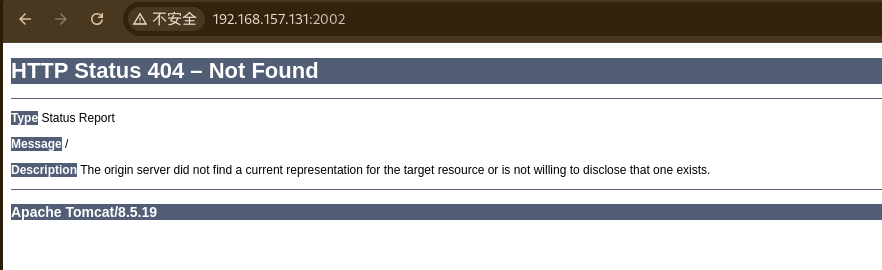 不安全 192.168.157.131:2002
HTTP Status 404 – Not Found
Type Status Report
Message /
Description The origin server did not find a current representation for the target resource or is not willing to disclose that one exists.
Apache Tomcat/8.5.19